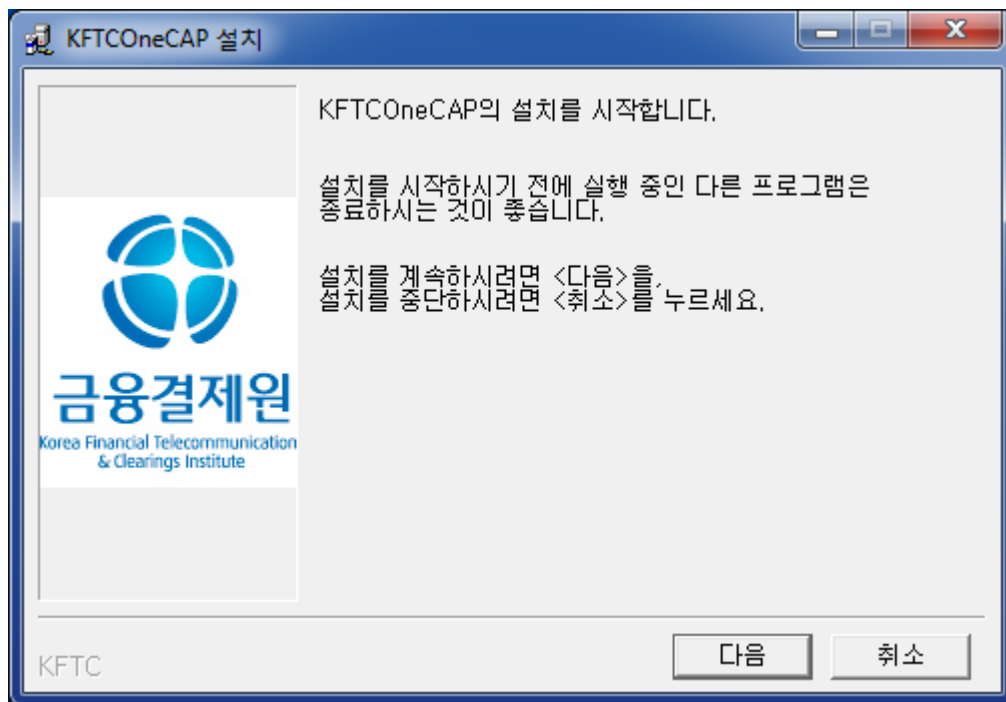 KFTCOneCAP 설치
KFTCOneCAP의 설치를 시작합니다.
설치를 시작하시기 전에 실행 중인 다른 프로그램은
종료하시는 것이 좋습니다.
설치를 계속하시려면 <다음>을,
설치를 중단하시려면 <취소>를 누르세요.
금융결제원
Korea Financial Telecommunication
& Clearings Institute
KFTC
다음
취소